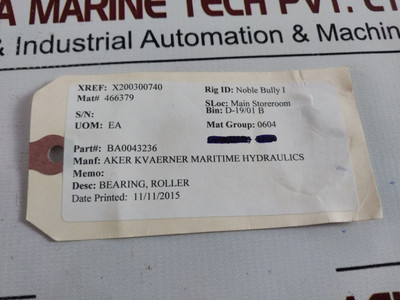 A MARINE TECH PVT. 
& Industrial Automation & Machin
XREF: X200300740 Rig ID: Noble Bully I
Mat# 466379
SLoc: Main Storeroom
S/N: Bin: D-19/01 B
UOM: EA Mat Group: 0604
Part#: BA0043236
Manf: AKER KVAERNER MARITIME HYDRAULICS
Memo:
Desc: BEARING, ROLLER
Date Printed: 11/11/2015